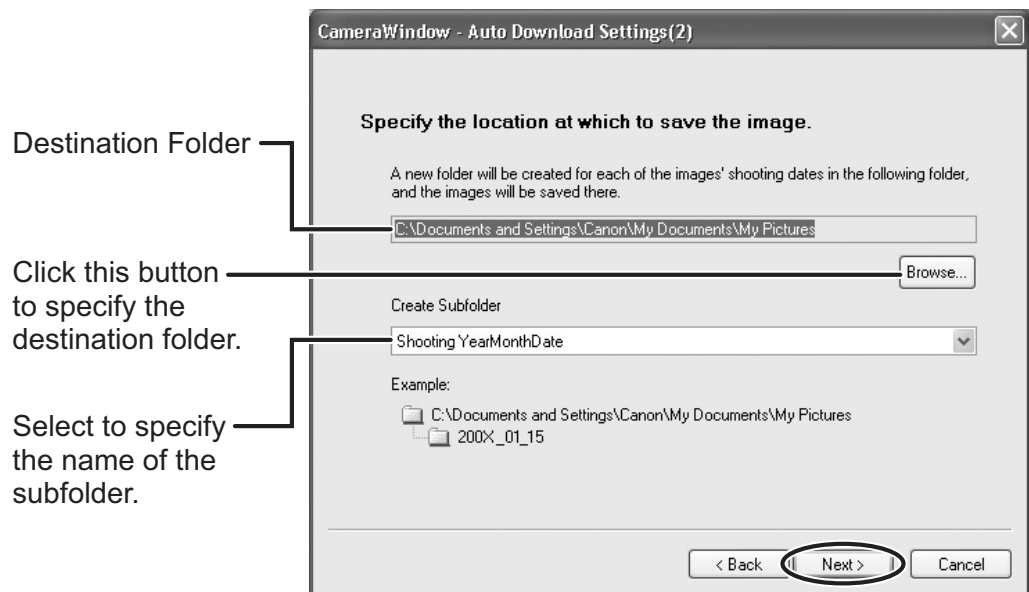 CameraWindow - Auto Download Settings(2)
Specify the location at which to save the image.
Destination Folder
A new folder will be created for each of the images' shooting dates in the following folder,
and the images will be saved there.
C:\Documents and Settings\Canon\My Documents\My Pictures
Click this button
to specify the
destination folder.
Browse...
Create Subfolder
Shooting YearMonthDate
Example:
C:\Documents and Settings\Canon\My Documents\My Pictures
200X_01_15
Select to specify
the name of the
subfolder.
< Back
Next >
Cancel